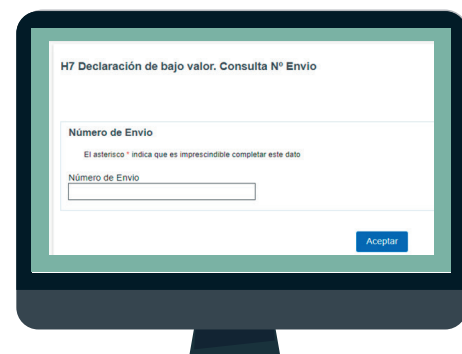 H7 Declaración de bajo valor. Consulta Nº Envio
Número de Envio
El asterisco * indica que es imprescindible completar este dato
Número de Envio
Aceptar